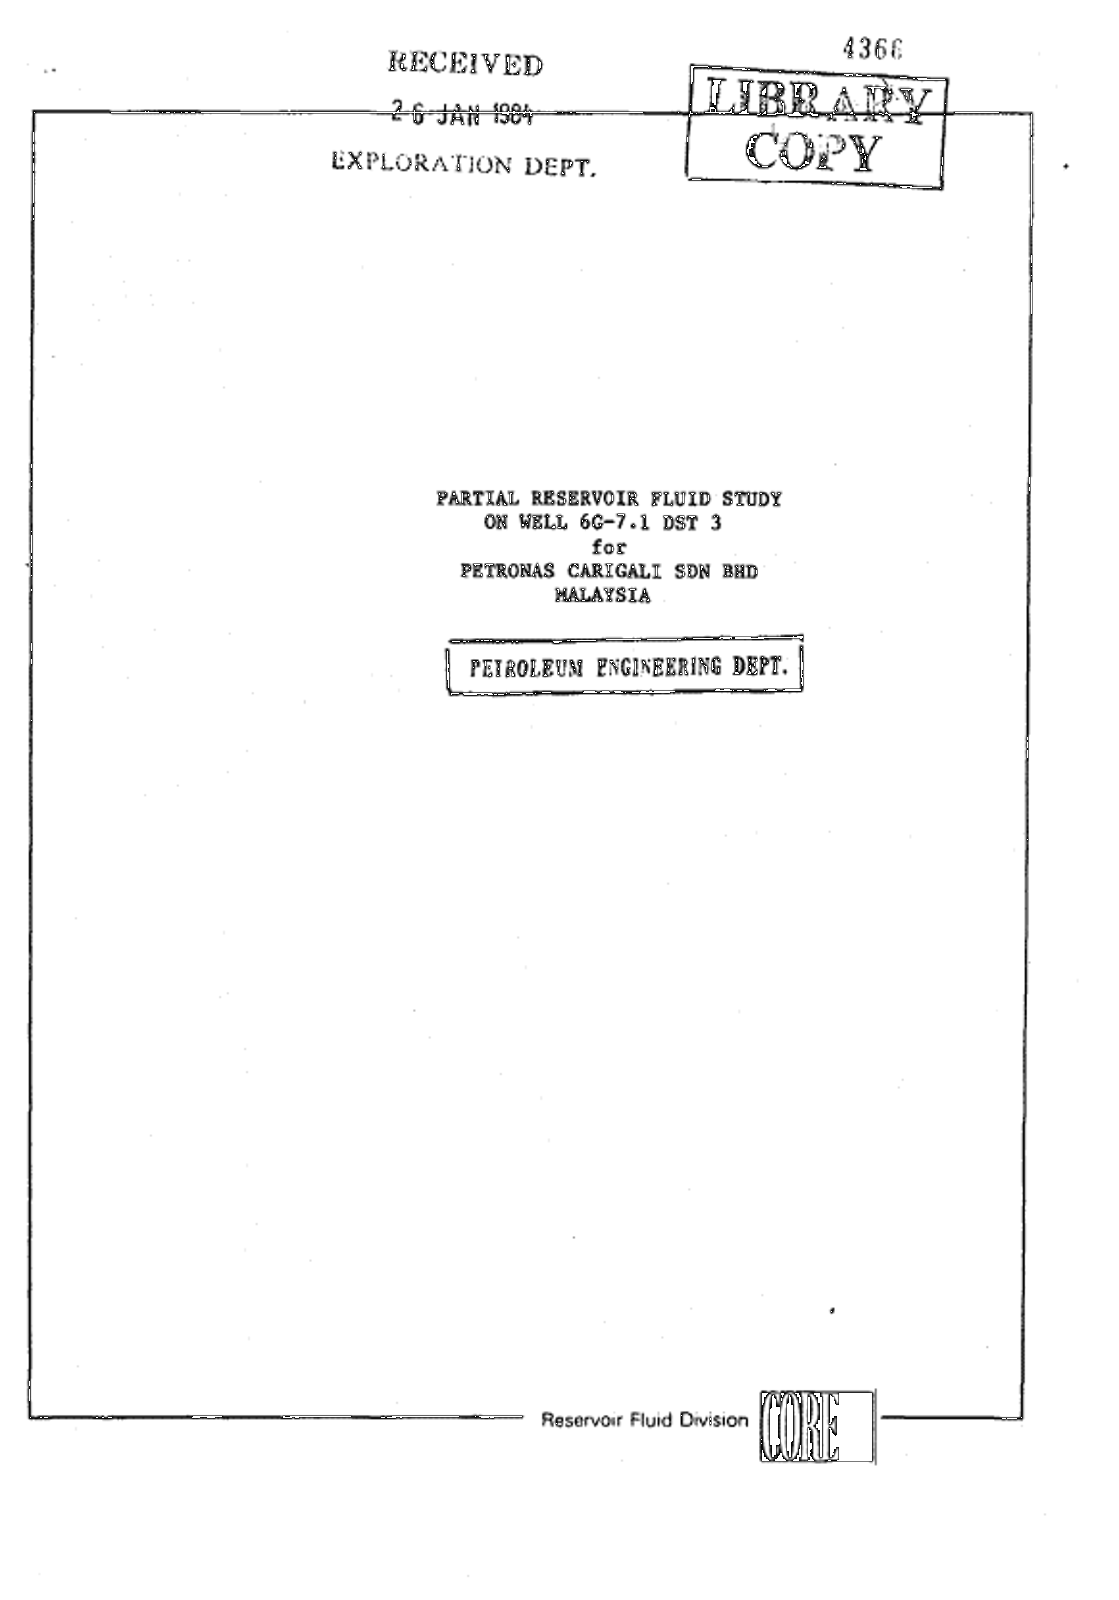 4366
RECEIVED
LIBRARY
COPY
26 JAN 1984
EXPLORATION DEPT.
PARTIAL RESERVOIR FLUID STUDY
ON WELL 6G-7.1 DST 3
for
PETRONAS CARIGALI SDN BHD
MALAYSIA
PETROLEUM ENGINEERING DEPT.
Reservoir Fluid Division
CORE